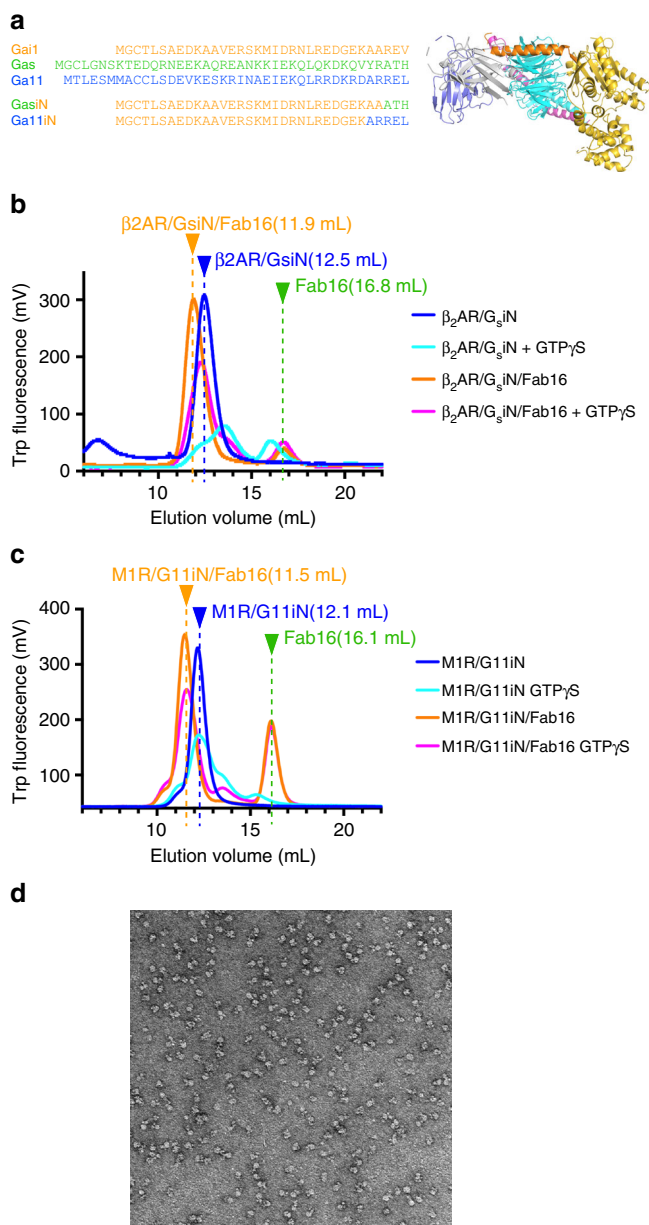 a
Gai1 MGCTLSAEDKAAVERSKMIDRNLREDGEKAAREV
Gas MGCLGNSKTEDQRNEEKAQREANKKIEKQLQKDKQVYRATH
Ga11 MTLESMMACCLSDEVKESKRINAEIEKQLRRDKRDARREL
GasiN MGCTLSAEDKAAVERSKMIDRNLREDGEKAAATH
Ga11iN MGCTLSAEDKAAVERSKMIDRNLREDGEKARREL
b
β2AR/GsiN/Fab16(11.9 mL)
β2AR/GsiN(12.5 mL)
Fab16(16.8 mL)
300
200
100
0
Trp fluorescence (mV)
10 15 20
Elution volume (mL)
β₂AR/GₛiN
β₂AR/GₛiN + GTPγS
β₂AR/GₛiN/Fab16
β₂AR/GₛiN/Fab16 + GTPγS
c
M1R/G11iN/Fab16(11.5 mL)
M1R/G11iN(12.1 mL)
Fab16(16.1 mL)
400
300
200
100
Trp fluorescence (mV)
10 15 20
Elution volume (mL)
M1R/G11iN
M1R/G11iN GTPγS
M1R/G11iN/Fab16
M1R/G11iN/Fab16 GTPγS
d